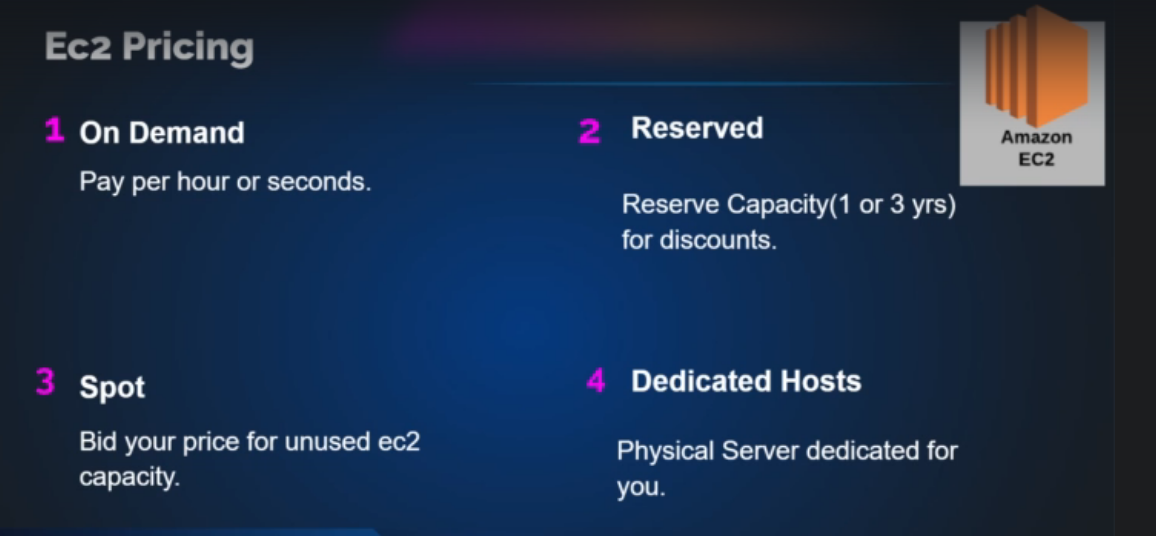 Ec2 Pricing
1 On Demand
Pay per hour or seconds.
2 Reserved
Reserve Capacity(1 or 3 yrs)
for discounts.
Amazon
EC2
3 Spot
Bid your price for unused ec2
capacity.
4 Dedicated Hosts
Physical Server dedicated for
you.